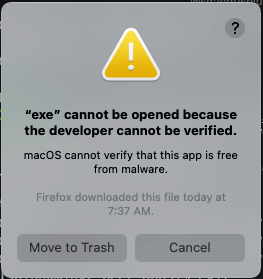 ?
“exe” cannot be opened because
the developer cannot be verified.
macOS cannot verify that this app is free
from malware.
Firefox downloaded this file today at
7:37 AM.
Move to Trash
Cancel